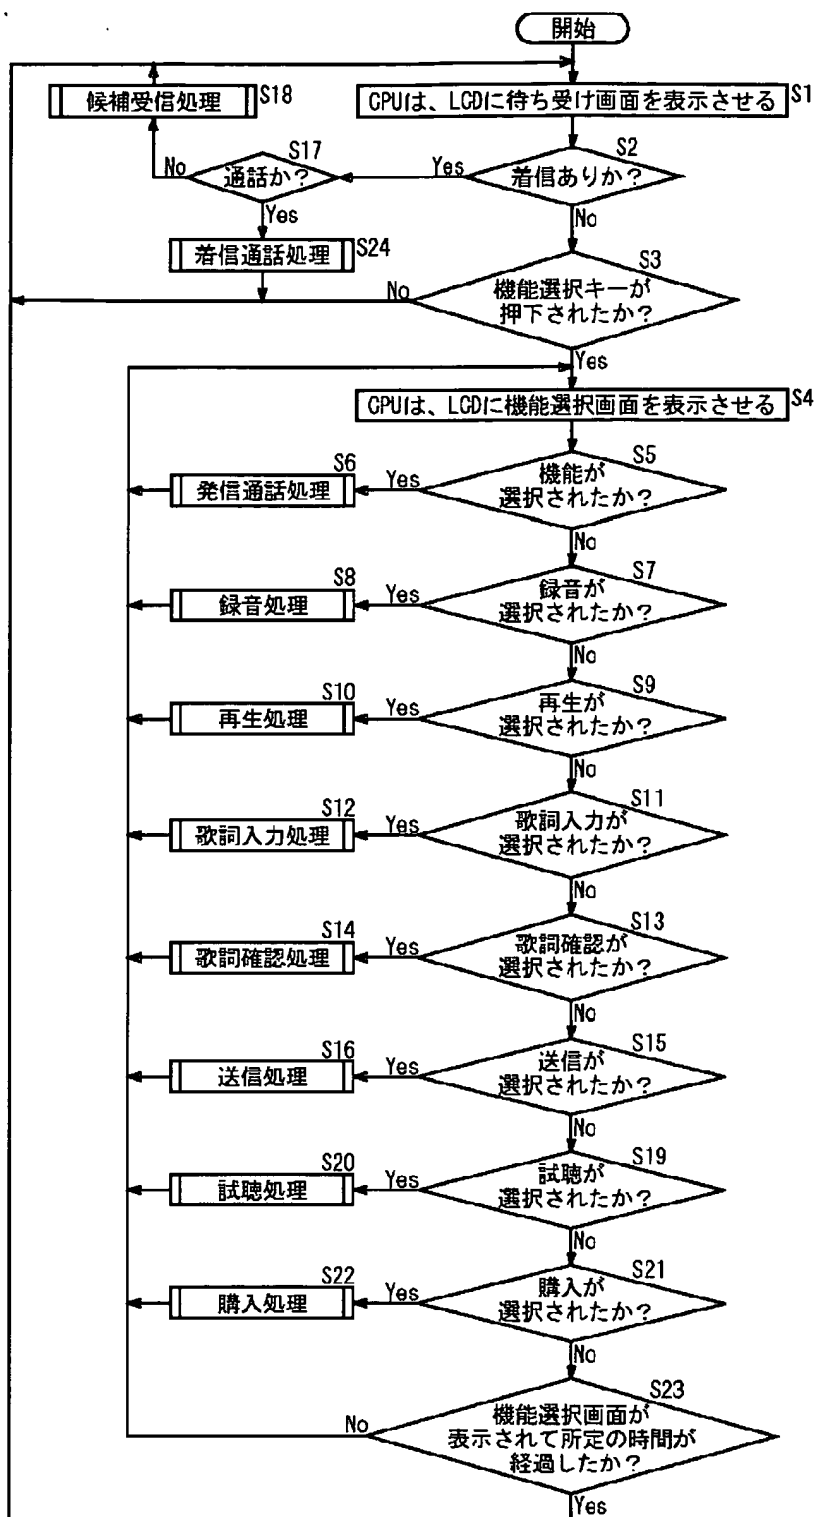 開始
候補受信処理
S18
CPUは、LCDに待ち受け画面を表示させる
S1
S17
通話か?
No
Yes
S2
着信ありか?
Yes
No
着信通話処理
S24
S3
機能選択キーが
押下されたか?
No
Yes
CPUは、LCDに機能選択画面を表示させる
S4
S5
機能が
選択されたか?
Yes
S6
発信通話処理
No
S7
録音が
選択されたか?
Yes
S8
録音処理
No
S9
再生が
選択されたか?
Yes
S10
再生処理
No
S11
歌詞入力が
選択されたか?
Yes
S12
歌詞入力処理
No
S13
歌詞確認が
選択されたか?
Yes
S14
歌詞確認処理
No
S15
送信が
選択されたか?
Yes
S16
送信処理
No
S19
試聴が
選択されたか?
Yes
S20
試聴処理
No
S21
購入が
選択されたか?
Yes
S22
購入処理
No
S23
機能選択画面が
表示されて所定の時間が
経過したか?
No
Yes